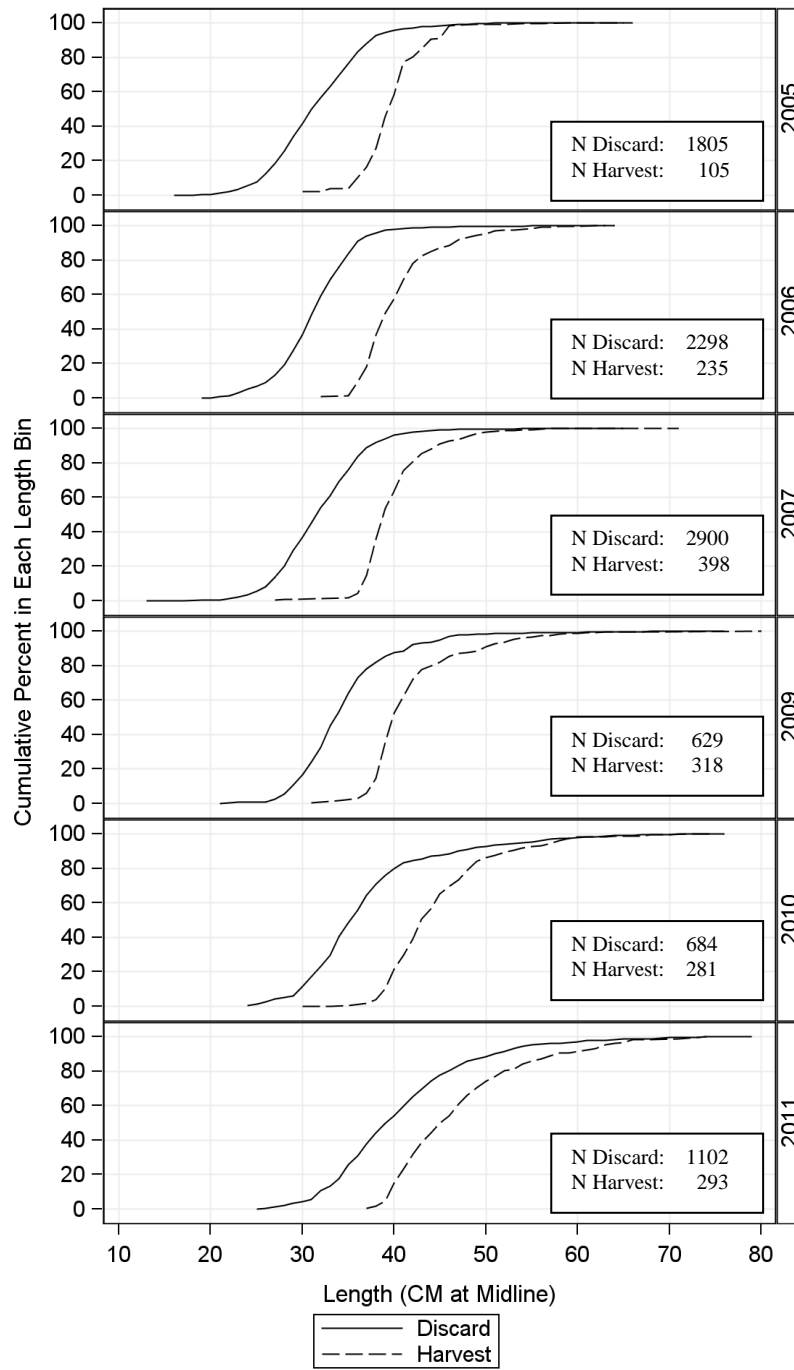 100
80
60
40
20
0
N Discard: 1805
N Harvest: 105
2005
100
80
60
40
20
0
N Discard: 2298
N Harvest: 235
2006
100
80
60
40
20
0
N Discard: 2900
N Harvest: 398
2007
100
80
60
40
20
0
N Discard: 629
N Harvest: 318
2009
100
80
60
40
20
0
N Discard: 684
N Harvest: 281
2010
100
80
60
40
20
0
N Discard: 1102
N Harvest: 293
2011
Cumulative Percent in Each Length Bin
10 20 30 40 50 60 70 80
Length (CM at Midline)
Discard
Harvest